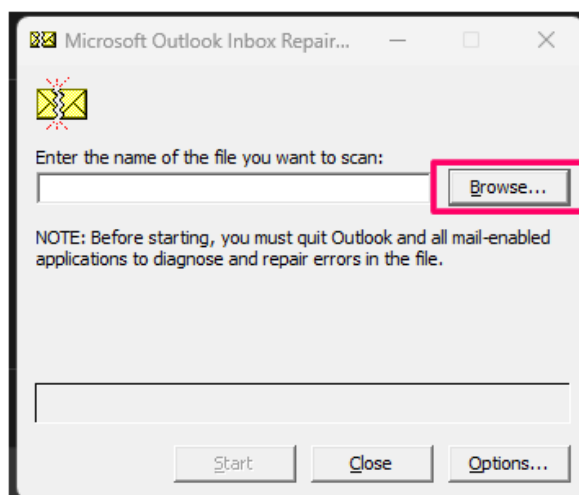 Microsoft Outlook Inbox Repair...
Enter the name of the file you want to scan:
Browse...
NOTE: Before starting, you must quit Outlook and all mail-enabled
applications to diagnose and repair errors in the file.
Start Close Options...